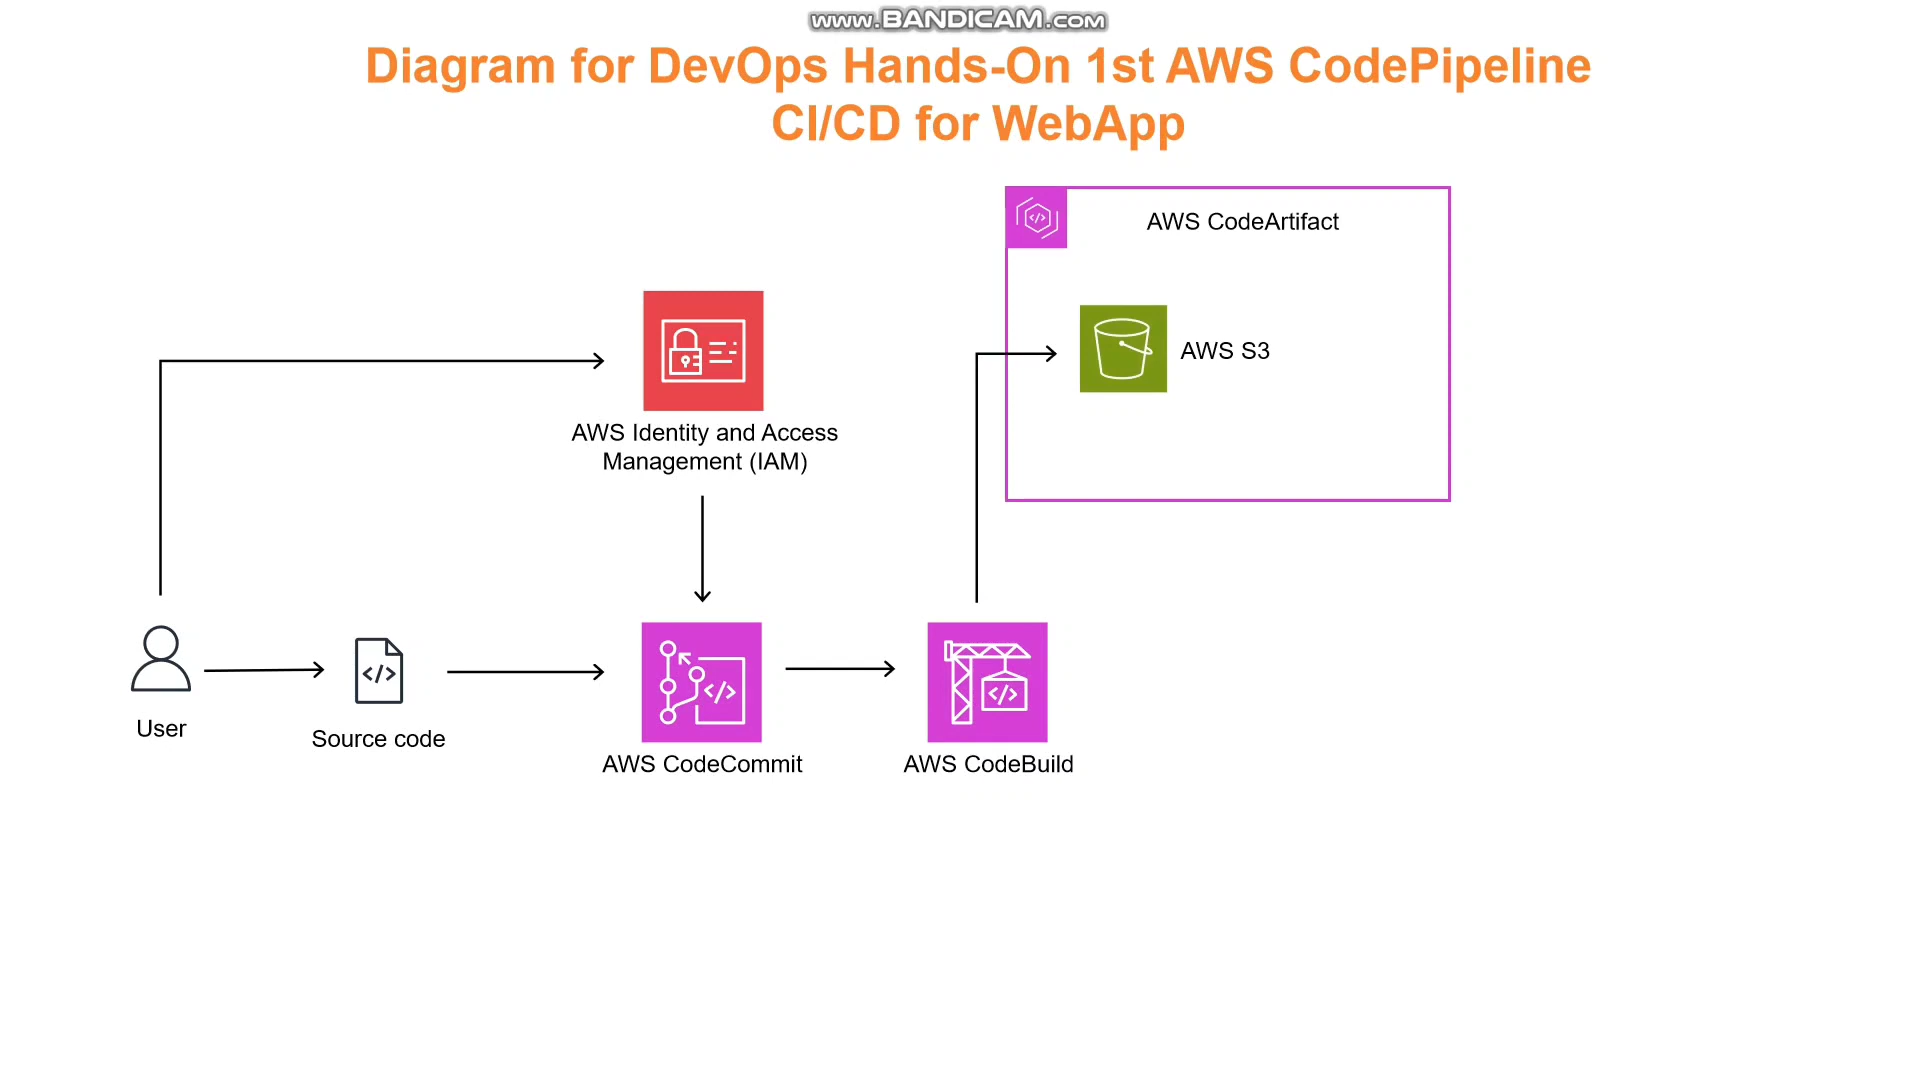 www.BANDICAM.com
Diagram for DevOps Hands-On 1st AWS CodePipeline
CI/CD for WebApp
AWS CodeArtifact
AWS S3
AWS Identity and Access
Management (IAM)
User
Source code
AWS CodeCommit
AWS CodeBuild